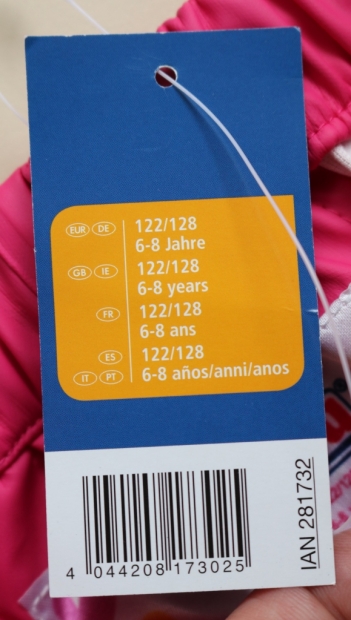 EUR DE 122/128
6-8 Jahre
GB IE 122/128
6-8 years
FR 122/128
6-8 ans
ES 122/128
IT PT 6-8 años/anni/anos
4 044208 173025
IAN 281732